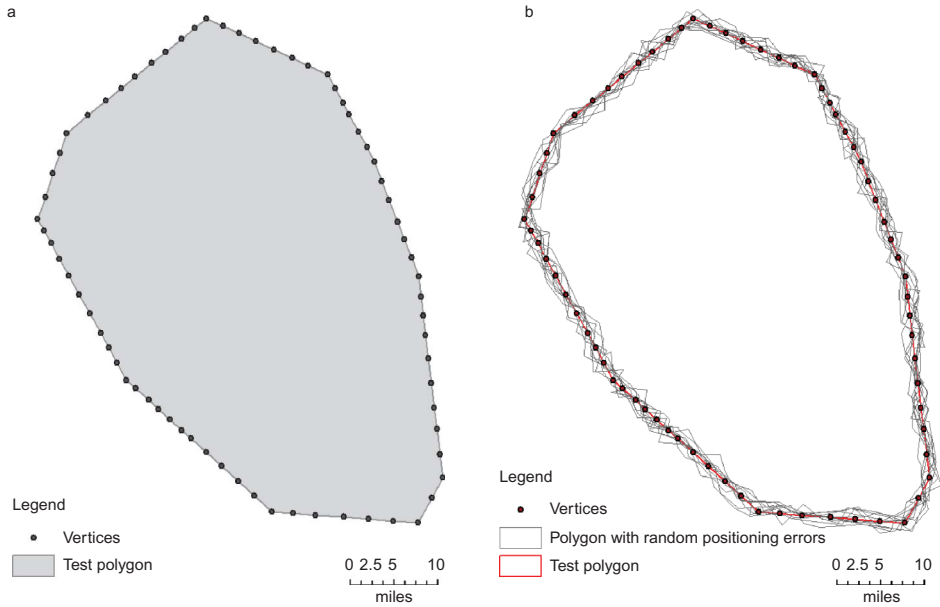 a
Legend
Vertices
Test polygon
0 2.5 5 10
miles
b
Legend
Vertices
Polygon with random positioning errors
Test polygon
0 2.5 5 10
miles